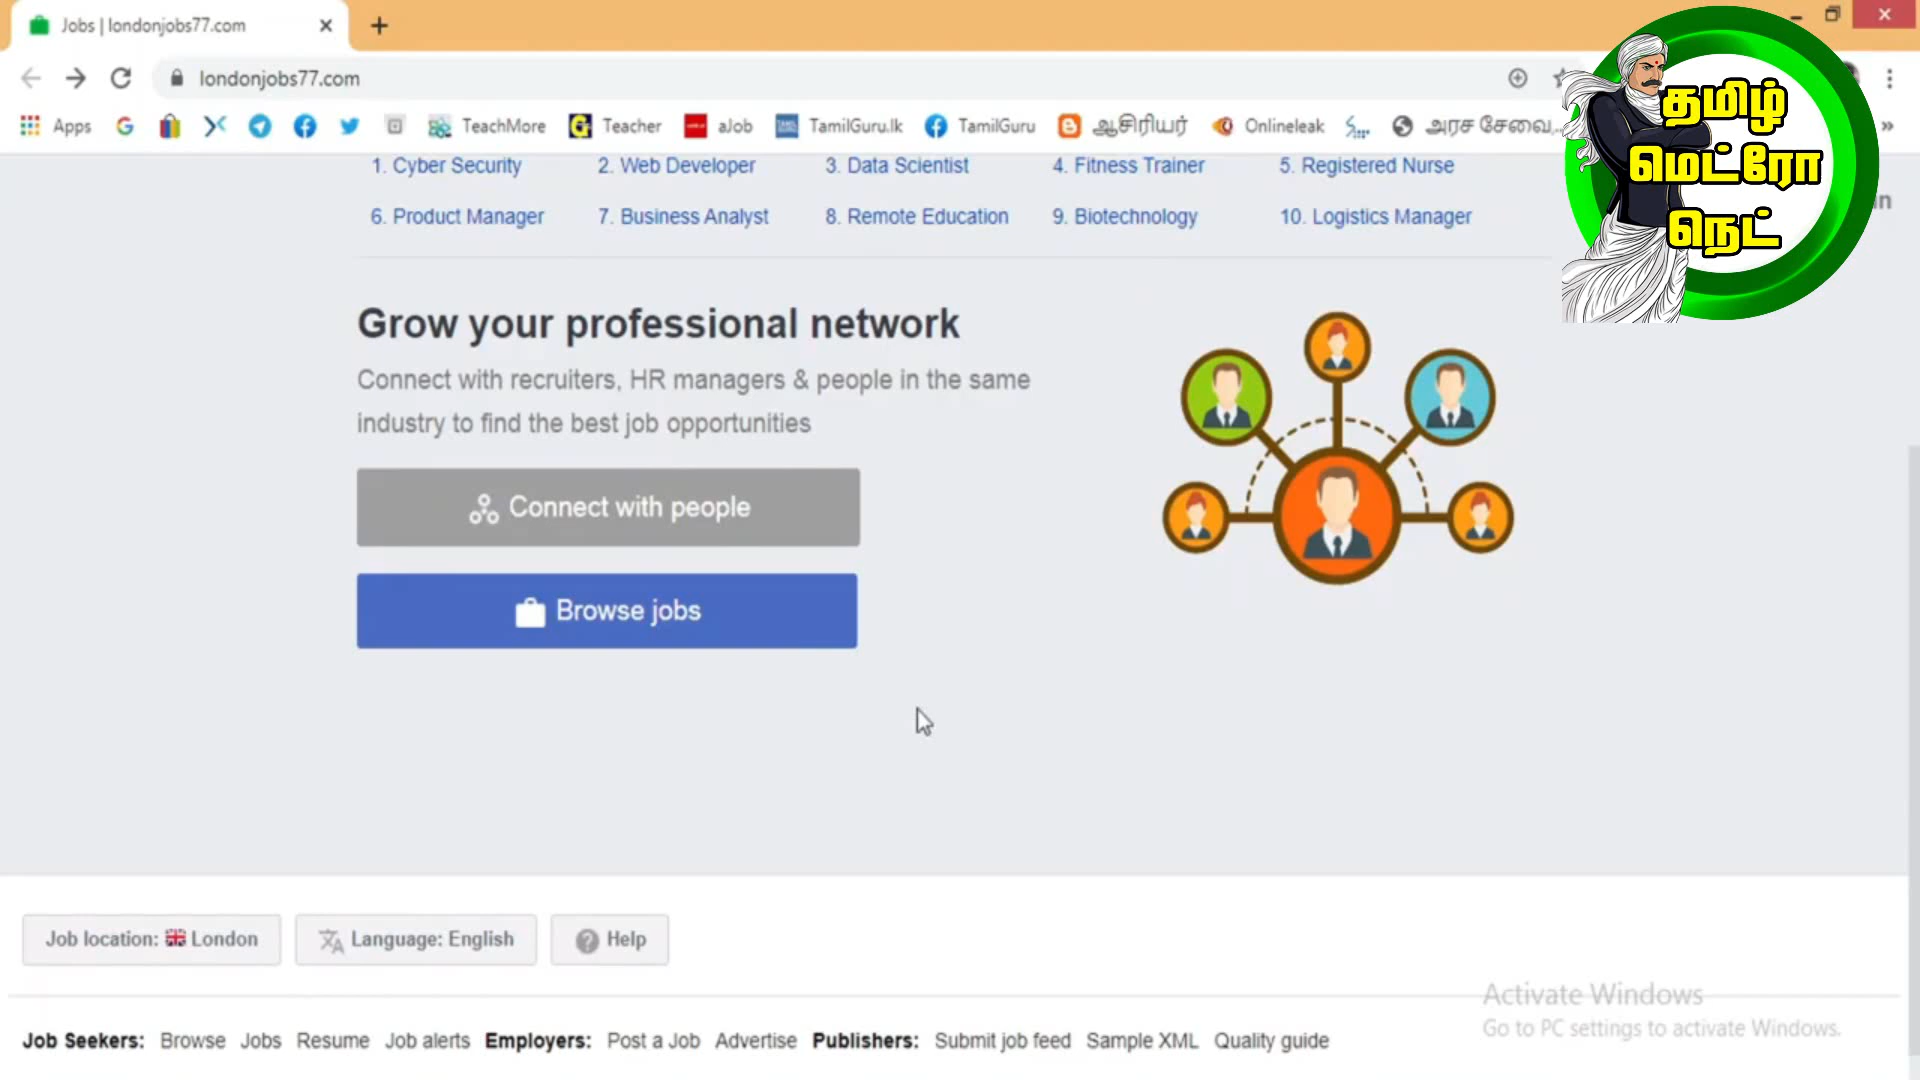 Jobs | londonjobs77.com
londonjobs77.com
Apps TeachMore Teacher aJob TamilGuru.lk TamilGuru ஆசிரியர் Onlineleak அரச சேவை...
தமிழ்
மெட்ரோ
நெட்
1. Cyber Security 2. Web Developer 3. Data Scientist 4. Fitness Trainer 5. Registered Nurse
6. Product Manager 7. Business Analyst 8. Remote Education 9. Biotechnology 10. Logistics Manager
Grow your professional network
Connect with recruiters, HR managers & people in the same
industry to find the best job opportunities
Connect with people
Browse jobs
Job location: London Language: English Help
Activate Windows
Go to PC settings to activate Windows.
Job Seekers: Browse Jobs Resume Job alerts Employers: Post a Job Advertise Publishers: Submit job feed Sample XML Quality guide